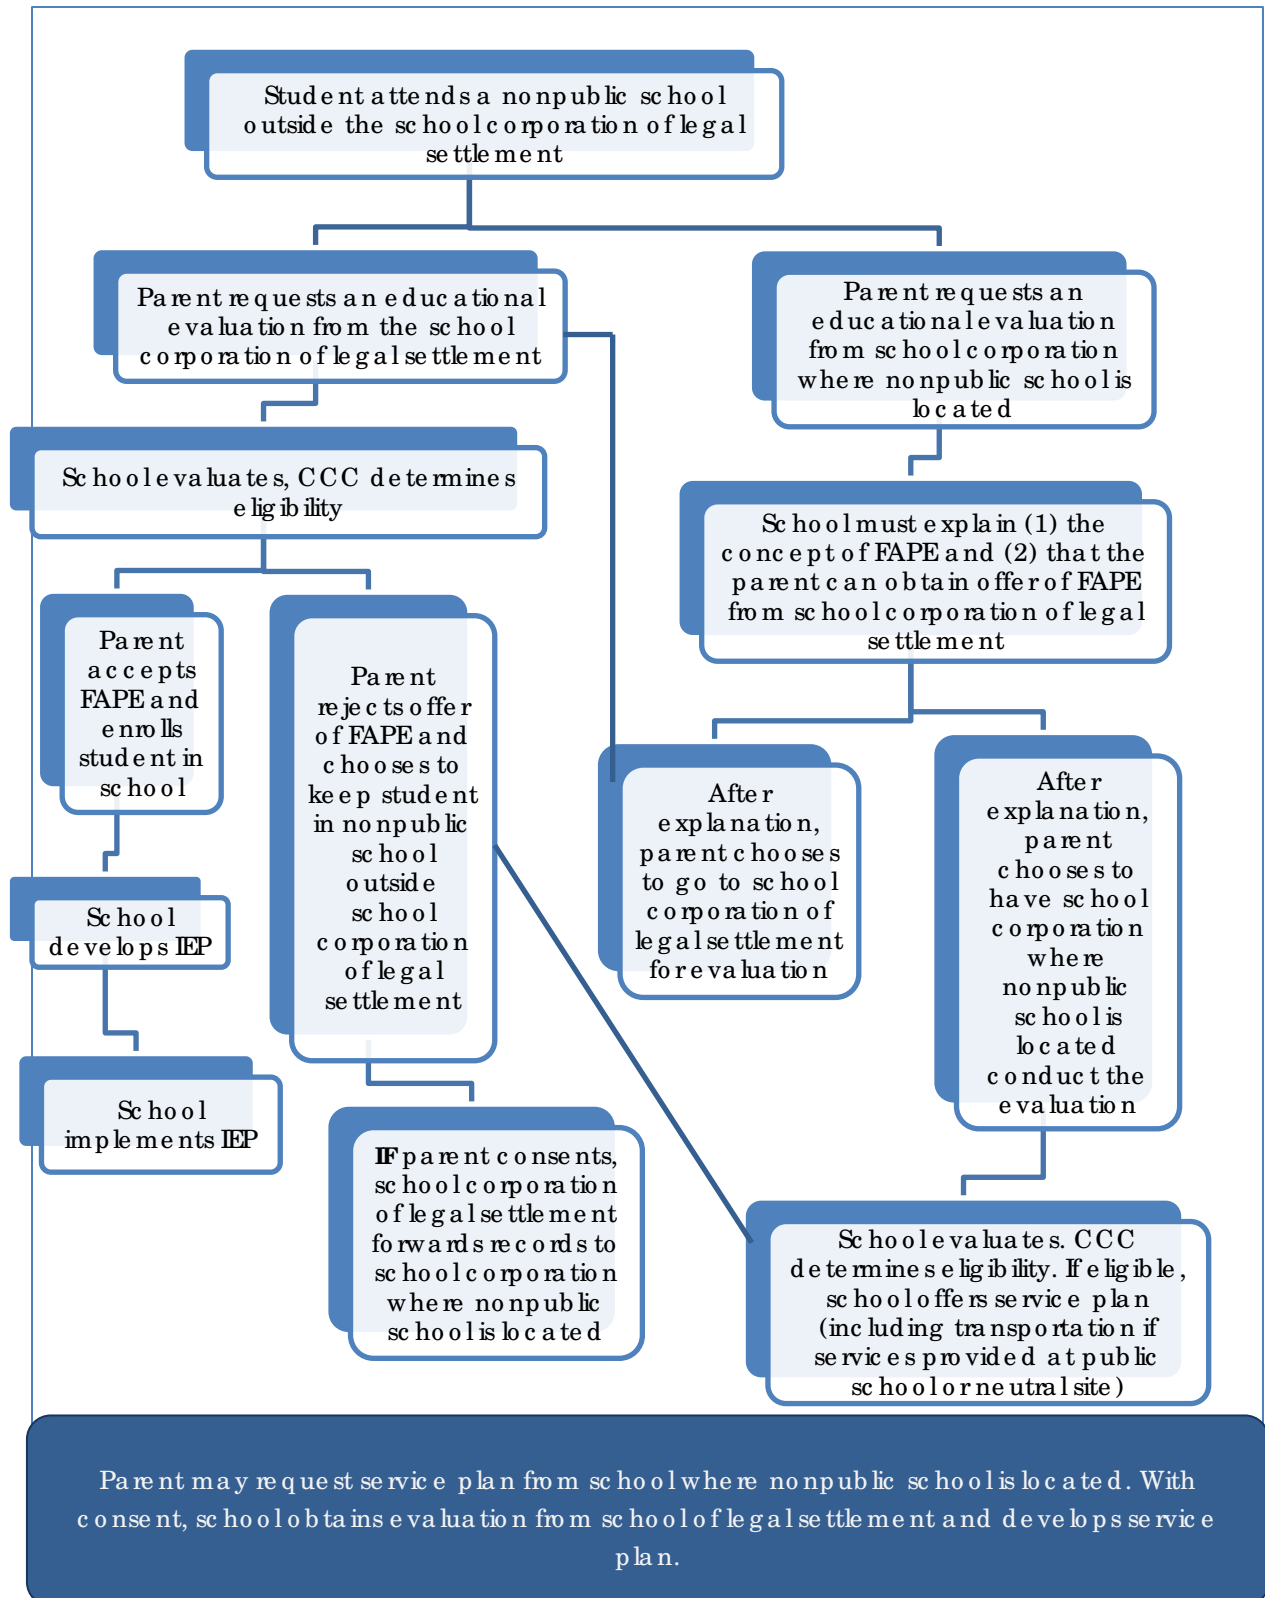 Student attends a nonpublic school
outside the school corporation of legal
settlement
Parent requests an educational
evaluation from the school
corporation of legal settlement
Parent requests an
educational evaluation
from school corporation
where nonpublic school is
located
School evaluates, CCC determines
eligibility
School must explain (1) the
concept of FAPE and (2) that the
parent can obtain offer of FAPE
from school corporation of legal
settlement
Parent
accepts
FAPE and
enrolls
student in
school
Parent
rejects offer
of FAPE and
chooses to
keep student
in nonpublic
school
outside
school
corporation
of legal
settlement
After
explanation,
parent chooses
to go to school
corporation of
legal settlement
for evaluation
After
explanation,
parent
chooses to
have school
corporation
where
nonpublic
school is
located
conduct the
evaluation
School
develops IEP
School
implements IEP
IF parent consents,
school corporation
of legal settlement
forwards records to
school corporation
where nonpublic
school is located
School evaluates. CCC
determines eligibility. If eligible,
school offers service plan
(including transportation if
services provided at public
school or neutral site)
Parent may request service plan from school where nonpublic school is located. With
consent, school obtains evaluation from school of legal settlement and develops service
plan.